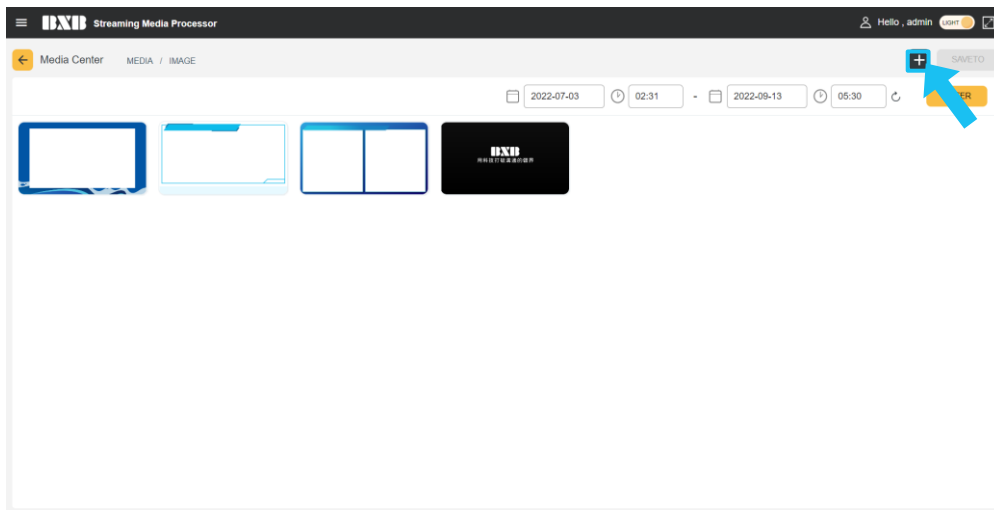 BXB Streaming Media Processor
Hello , admin LIGHT
Media Center MEDIA / IMAGE
SAVETO
2022-07-03 02:31 - 2022-09-13 05:30
BXB